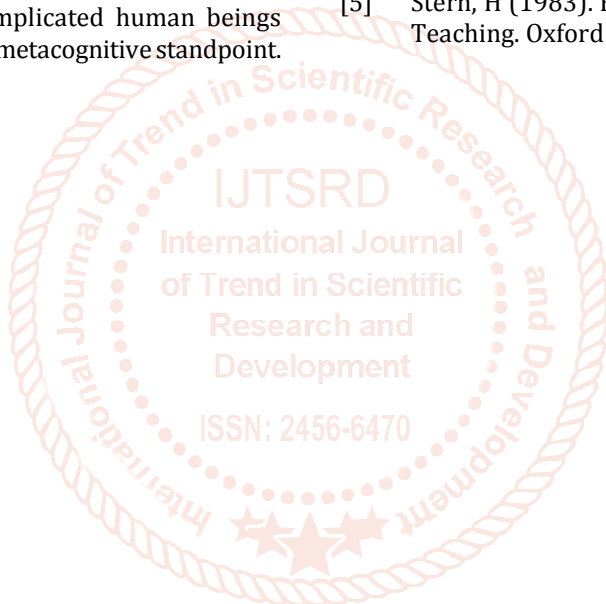 mplicated human beings
metacognitive standpoint.
[5] Stern, H (1983).
Teaching. Oxford
International Journal of Trend in Scientific Research and Development
IJTSRD
International Journal
of Trend in Scientific
Research and
Development
ISSN: 2456-6470